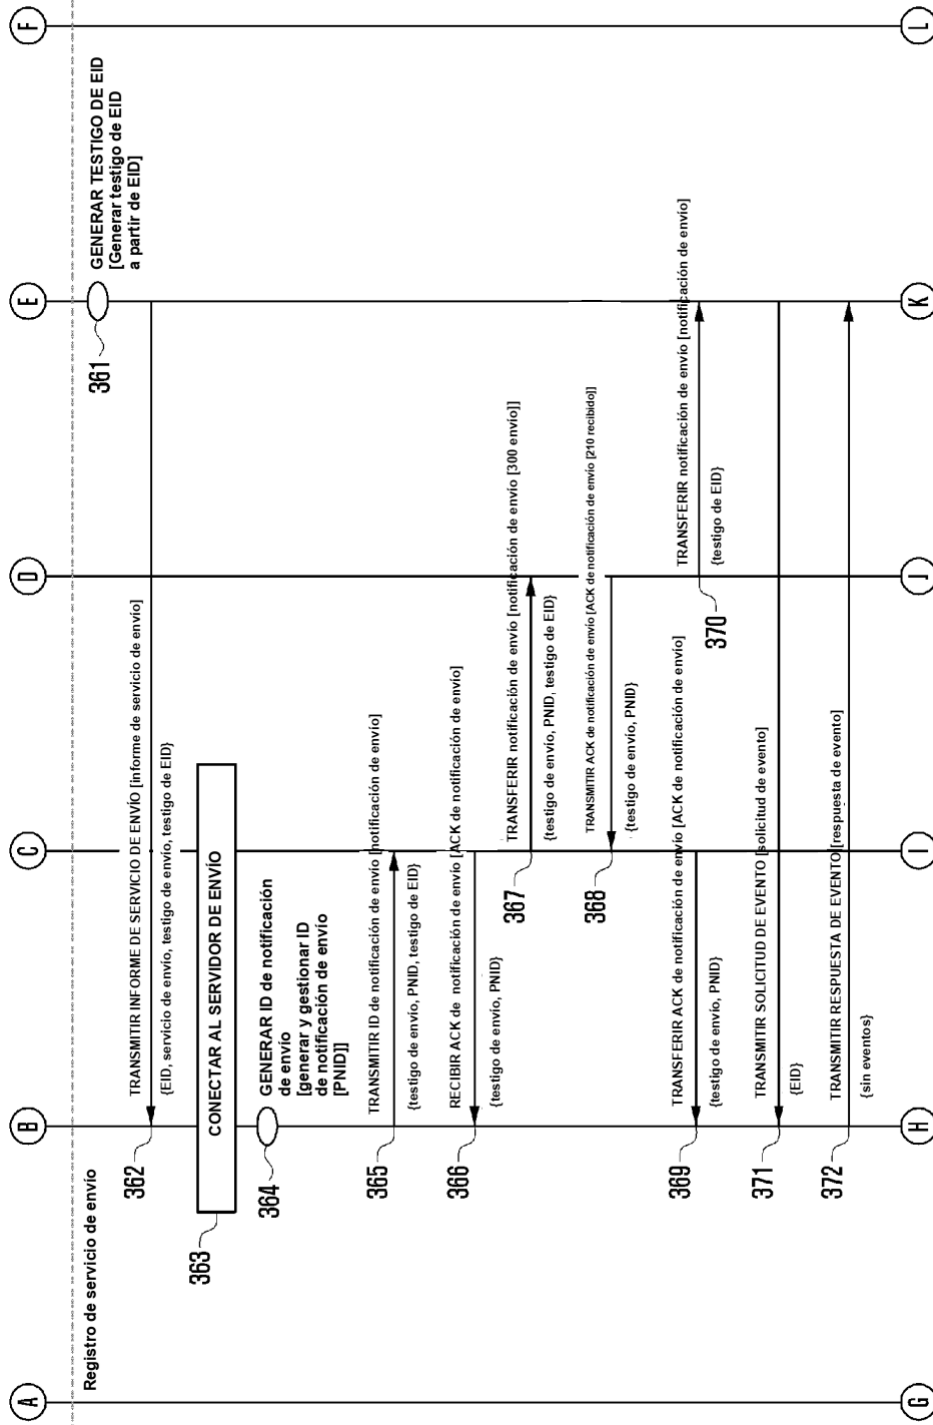 A
B
C
D
E
F
Registro de servicio de envío
361
GENERAR TESTIGO DE EID
[Generar testigo de EID
a partir de EID]
362
TRANSMITIR INFORME DE SERVICIO DE ENVÍO [informe de servicio de envío]
{EID, servicio de envío, testigo de envío, testigo de EID}
363
CONECTAR AL SERVIDOR DE ENVÍO
364
GENERAR ID de notificación
de envío
[generar y gestionar ID
de notificación de envío
[PNID]]
365
TRANSMITIR ID de notificación de envío [notificación de envío]
{testigo de envío, PNID, testigo de EID}
366
RECIBIR ACK de notificación de envío [ACK de notificación de envío]
{testigo de envío, PNID}
367
TRANSFERIR notificación de envío [notificación de envío [300 envío]]
{testigo de envío, PNID, testigo de EID}
368
TRANSMITIR ACK de notificación de envío [ACK de notificación de envío [210 recibido]]
{testigo de envío, PNID}
369
TRANSFERIR ACK de notificación de envío [ACK de notificación de envío]
{testigo de envío, PNID}
370
TRANSFERIR notificación de envío [notificación de envío]
{testigo de EID}
371
TRANSMITIR SOLICITUD DE EVENTO [solicitud de evento]
{EID}
372
TRANSMITIR RESPUESTA DE EVENTO [respuesta de evento]
{sin eventos}
G
H
I
J
K
L